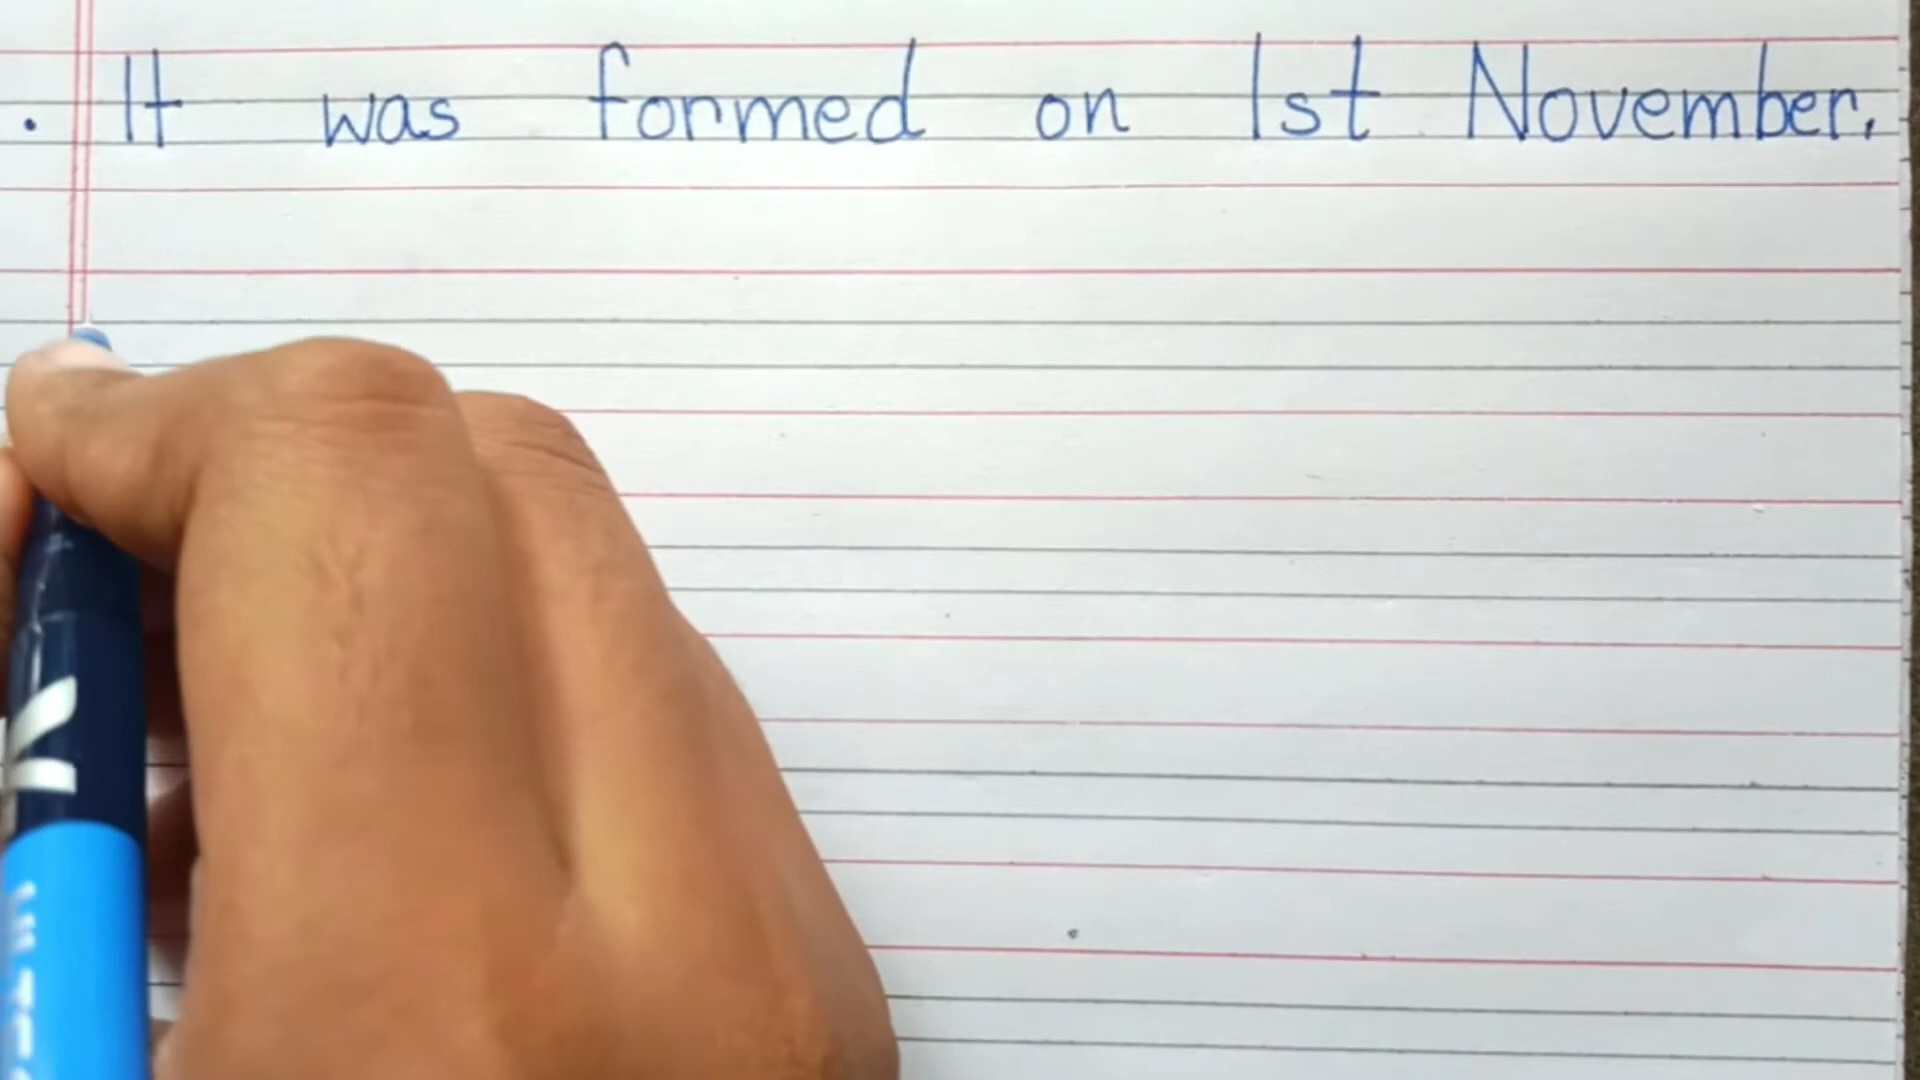 . It was formed on 1st November,